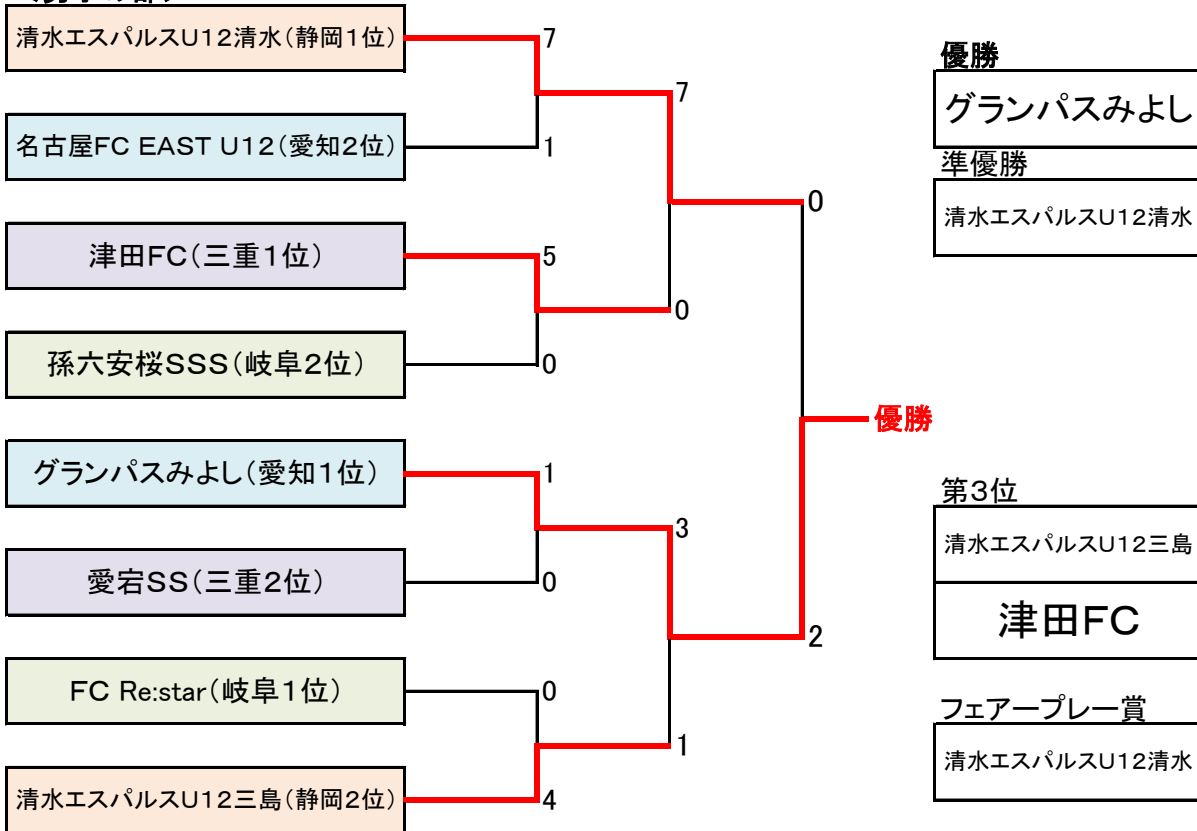 清水エスパルスU12清水(静岡1位)
7
優勝
7
グランパスみよし
名古屋FC EAST U12(愛知2位)
1
準優勝
0
清水エスパルスU12清水
津田FC(三重1位)
5
0
孫六安桜SSS(岐阜2位)
0
優勝
グランパスみよし(愛知1位)
1
第3位
3
清水エスパルスU12三島
愛宕SS(三重2位)
0
津田FC
2
FC Re:star(岐阜1位)
0
フェアープレー賞
1
清水エスパルスU12清水
清水エスパルスU12三島(静岡2位)
4